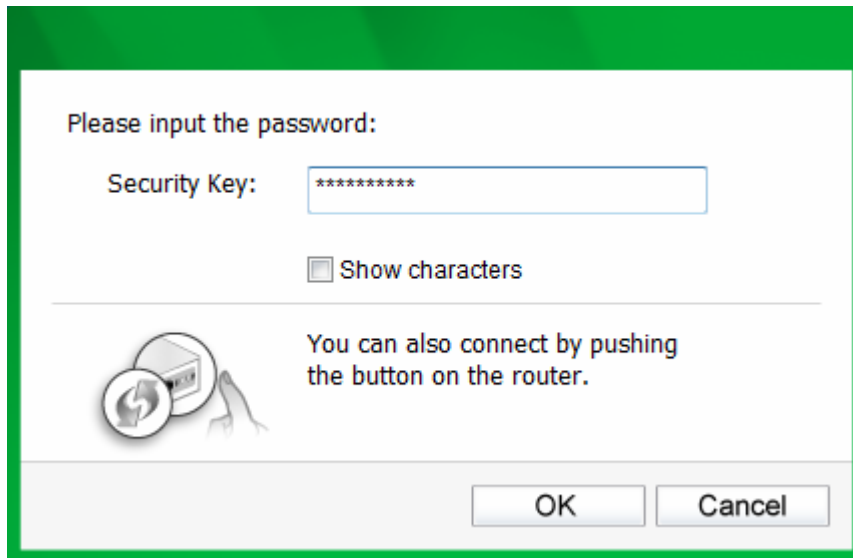 Please input the password:
Security Key: **********
Show characters
You can also connect by pushing
the button on the router.
OK Cancel